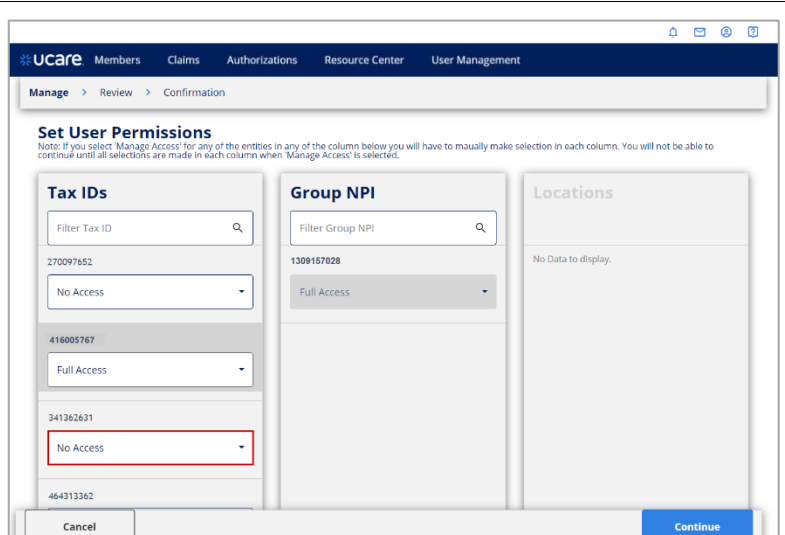 ucare Members Claims Authorizations Resource Center User Management
Manage > Review > Confirmation
Set User Permissions
Note: If you select 'Manage Access' for any of the entities in any of the column below you will have to maually make selection in each column. You will not be able to
continue until all selections are made in each column when 'Manage Access' is selected.
Tax IDs
Filter Tax ID
270097652
No Access
416005767
Full Access
341362631
No Access
464313362
Group NPI
Filter Group NPI
1309157028
Full Access
Locations
No Data to display.
Cancel
Continue